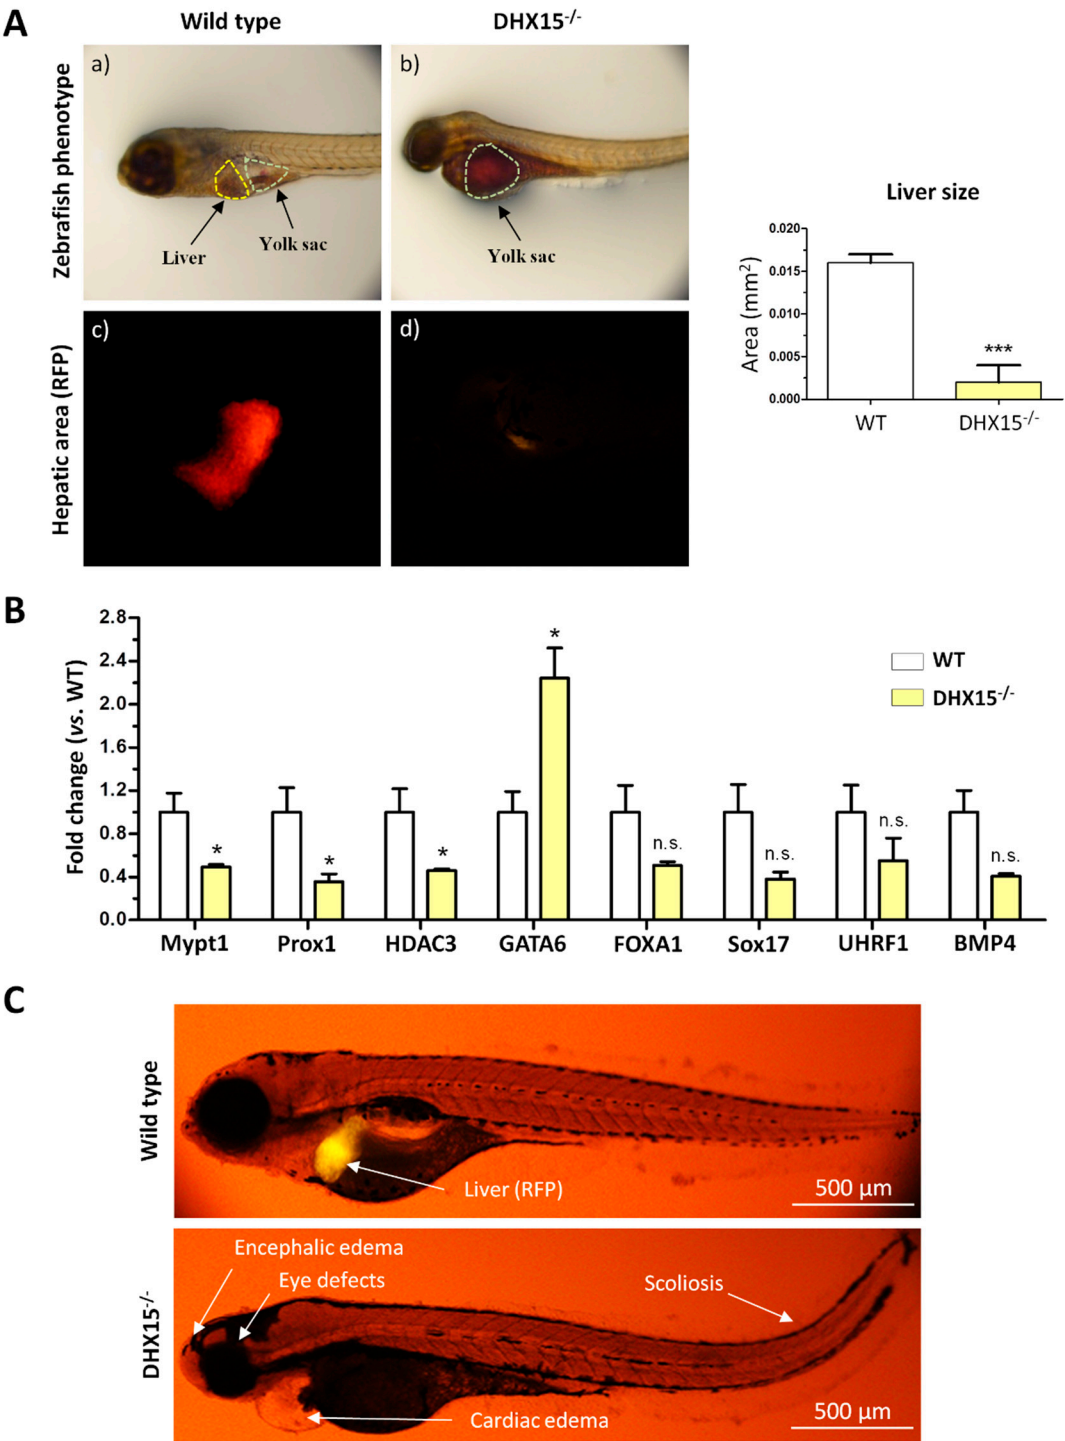 A
Wild type
DHX15-/-
Zebrafish phenotype
a)
Liver
Yolk sac
b)
Yolk sac
Hepatic area (RFP)
c)
d)
Liver size
Area (mm2)
0.020
0.015
0.010
0.005
0.000
***
WT
DHX15-/-
B
Fold change (vs. WT)
2.8
2.4
2.0
1.6
1.2
0.8
0.4
0.0
*
*
*
*
n.s.
n.s.
n.s.
n.s.
WT
DHX15-/-
Mypt1
Prox1
HDAC3
GATA6
FOXA1
Sox17
UHRF1
BMP4
C
Wild type
Liver (RFP)
500 µm
DHX15-/-
Encephalic edema
Eye defects
Scoliosis
Cardiac edema
500 µm